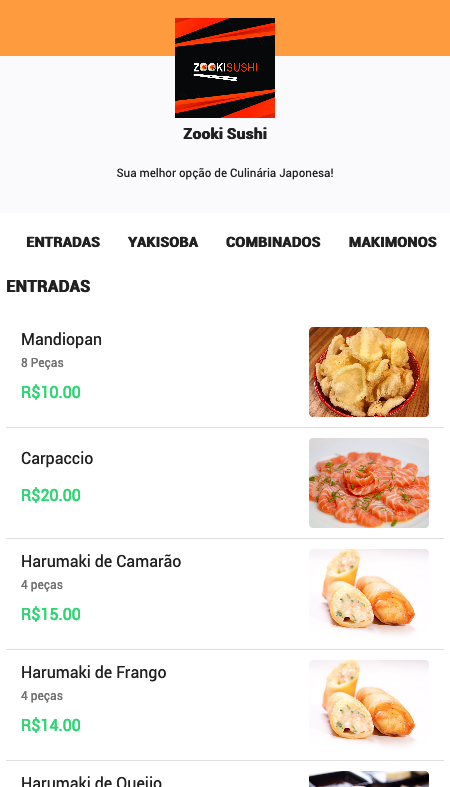 ZOOKISUSHI
Zooki Sushi
Sua melhor opção de Culinária Japonesa!
ENTRADAS YAKISOBA COMBINADOS MAKIMONOS
ENTRADAS
Mandiopan
8 Peças
R$10.00
Carpaccio
R$20.00
Harumaki de Camarão
4 peças
R$15.00
Harumaki de Frango
4 peças
R$14.00
Harumaki de Queijo